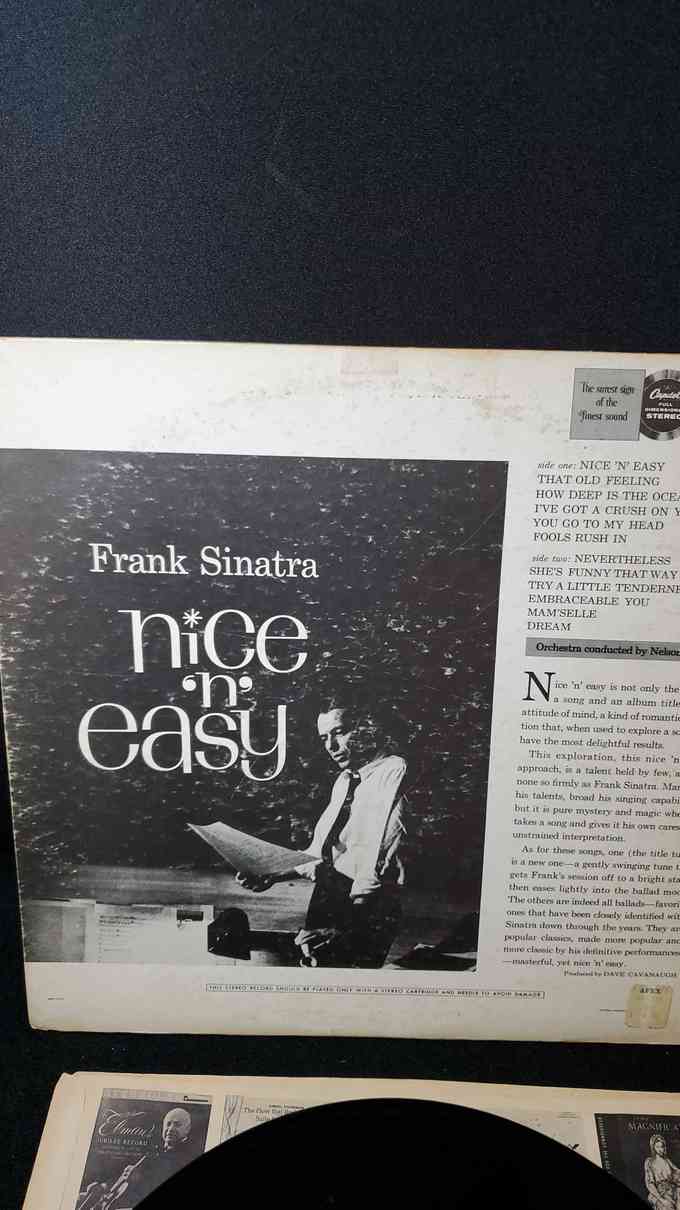 The surest sign
of the
finest sound
Capitol
FULL
DIMENSIONAL
STEREO
Frank Sinatra
nice
'n'
easy
side one: NICE 'N' EASY
THAT OLD FEELING
HOW DEEP IS THE OCEA
I'VE GOT A CRUSH ON Y
YOU GO TO MY HEAD
FOOLS RUSH IN
side two: NEVERTHELESS
SHE'S FUNNY THAT WAY
TRY A LITTLE TENDERNE
EMBRACEABLE YOU
MAM'SELLE
DREAM
Orchestra conducted by Nelson
Nice 'n' easy is not only the
a song and an album title
attitude of mind, a kind of romantic
tion that, when used to explore a so
have the most delightful results.
This exploration, this nice 'n
approach, is a talent held by few, a
none so firmly as Frank Sinatra. Man
his talents, broad his singing capabi
but it is pure mystery and magic whe
takes a song and gives it his own cares
unstrained interpretation.
As for these songs, one (the title tu
is a new one—a gently swinging tune t
gets Frank's session off to a bright sta
then eases lightly into the ballad moo
The others are indeed all ballads—favori
ones that have been closely identified wit
Sinatra down through the years. They are
popular classics, made more popular and
more classic by his definitive performances
—masterful, yet nice 'n' easy.
Produced by DAVE CAVANAUGH
THIS STEREO RECORD SHOULD BE PLAYED ONLY WITH A STEREO CARTRIDGE AND NEEDLE TO AVOID DAMAGE
APEX
Elman
JUBILEE RECORD
MAGNIFICA